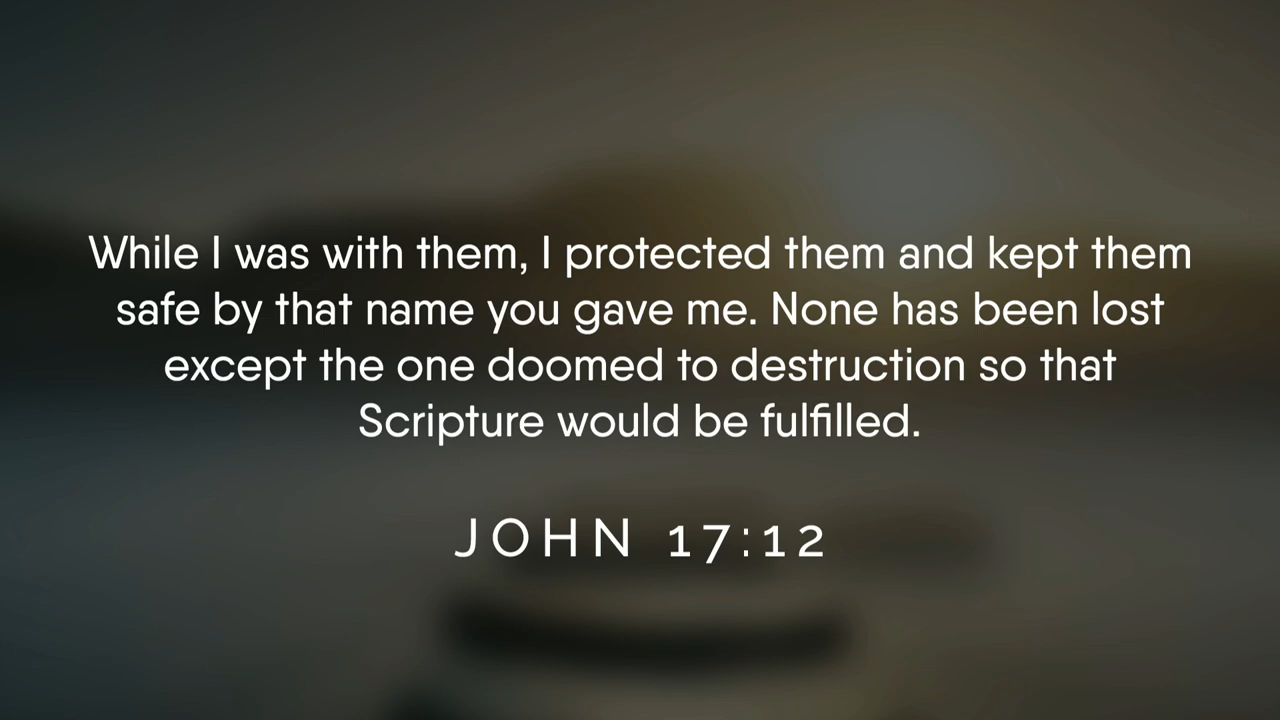 While I was with them, I protected them and kept them
safe by that name you gave me. None has been lost
except the one doomed to destruction so that
Scripture would be fulfilled.
JOHN 17:12